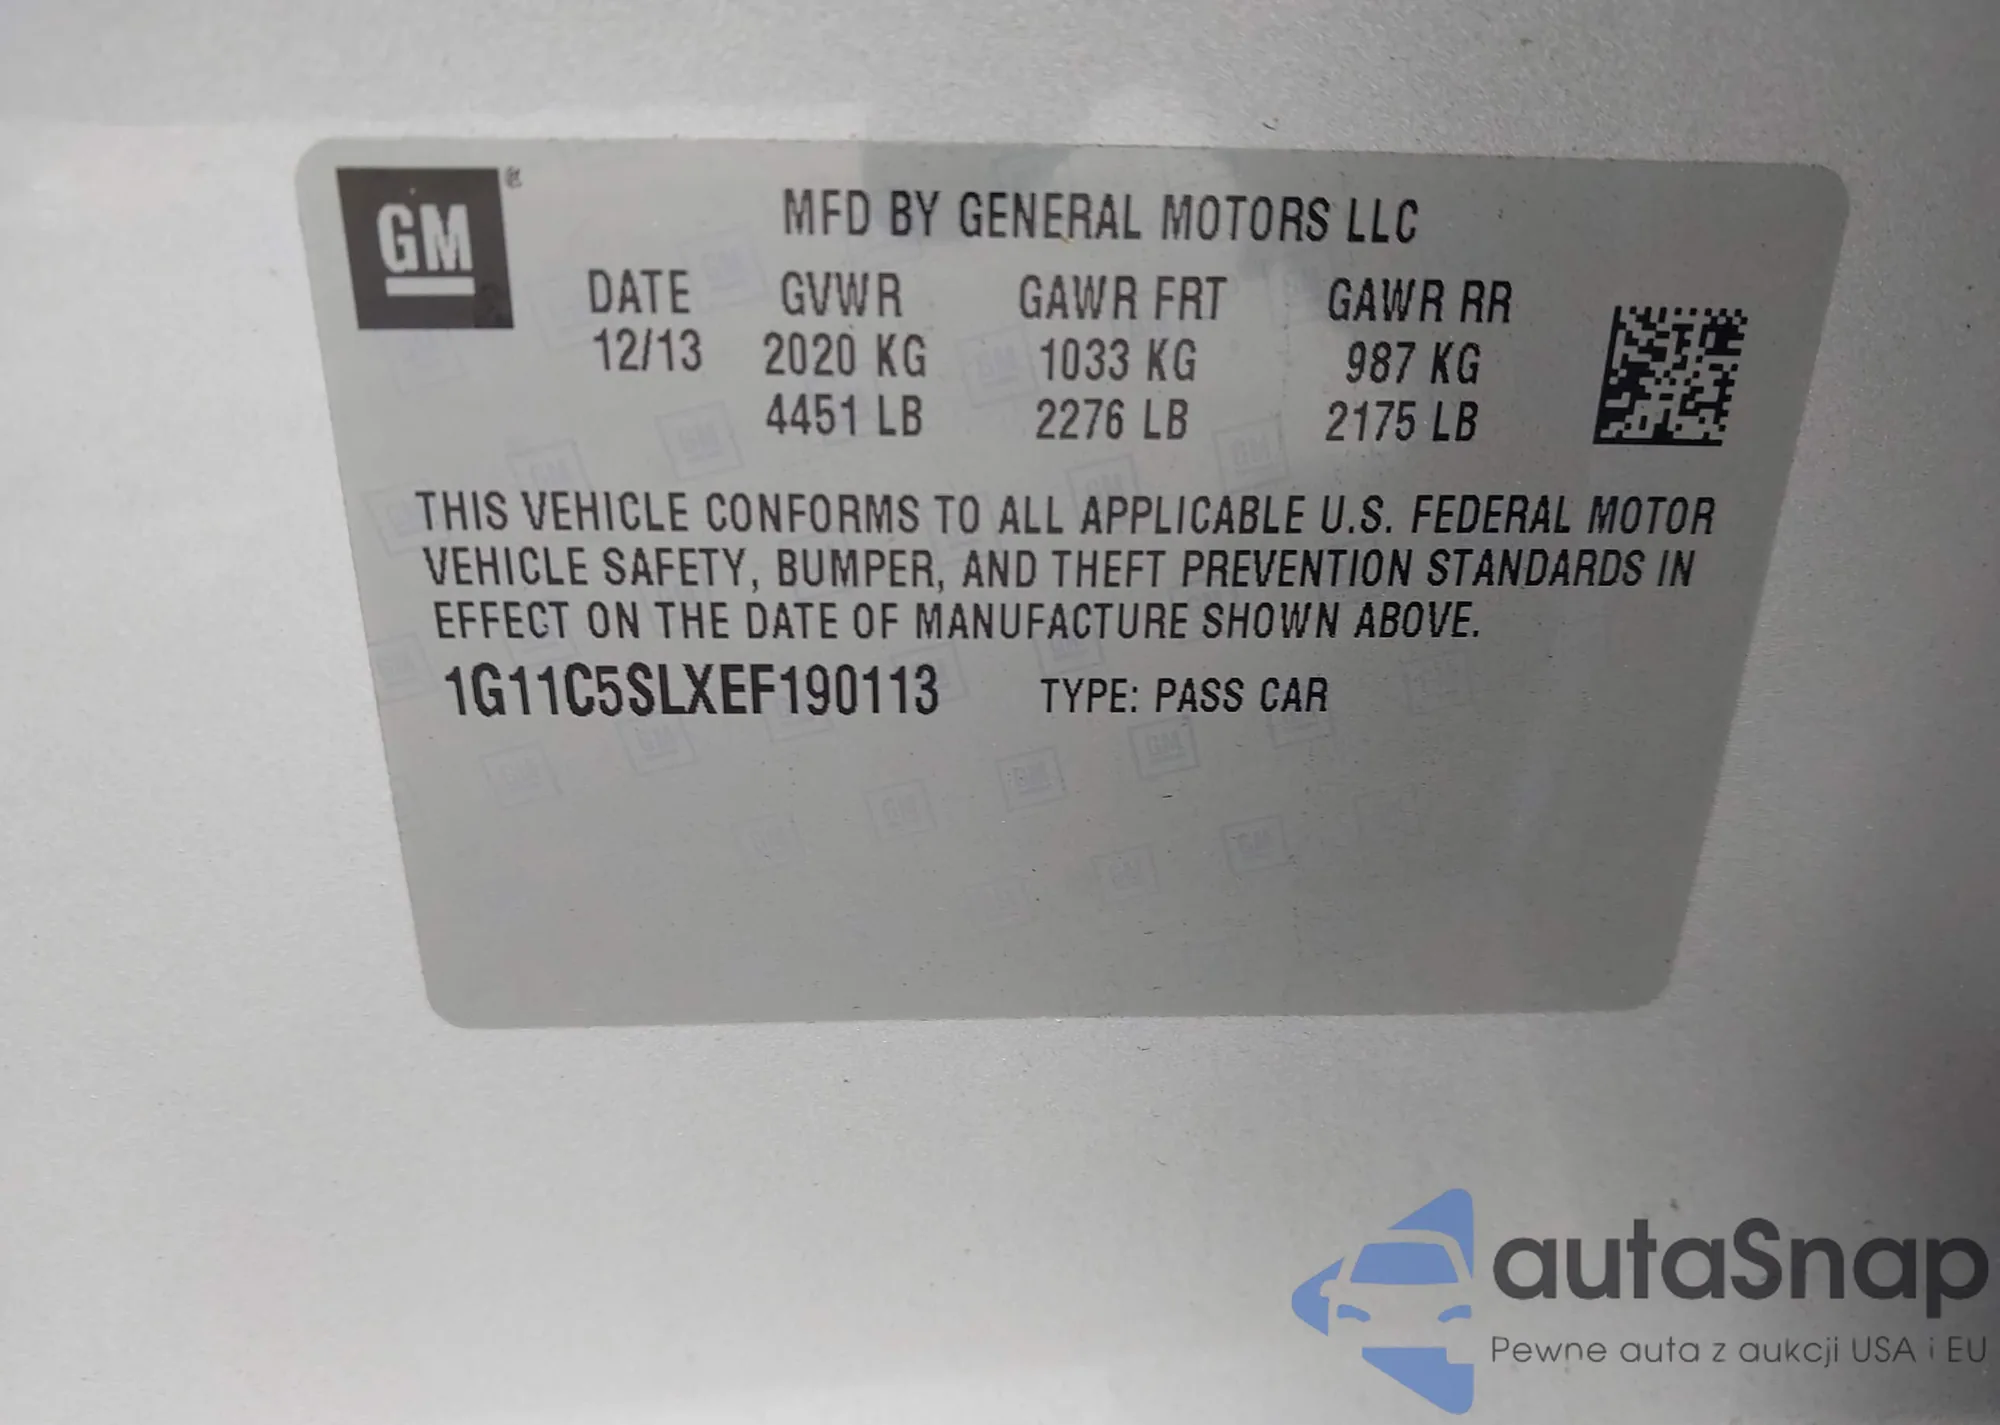 GM
MFD BY GENERAL MOTORS LLC
DATE GVWR GAWR FRT GAWR RR
12/13 2020 KG 1033 KG 987 KG
4451 LB 2276 LB 2175 LB
THIS VEHICLE CONFORMS TO ALL APPLICABLE U.S. FEDERAL MOTOR
VEHICLE SAFETY, BUMPER, AND THEFT PREVENTION STANDARDS IN
EFFECT ON THE DATE OF MANUFACTURE SHOWN ABOVE.
1G11C5SLXEF190113 TYPE: PASS CAR
autaSnap
Pewne auta z aukcji USA i EU